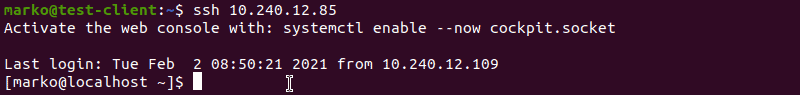 marko@test-client:~$ ssh 10.240.12.85
Activate the web console with: systemctl enable --now cockpit.socket

Last login: Tue Feb  2 08:50:21 2021 from 10.240.12.109
[marko@localhost ~]$